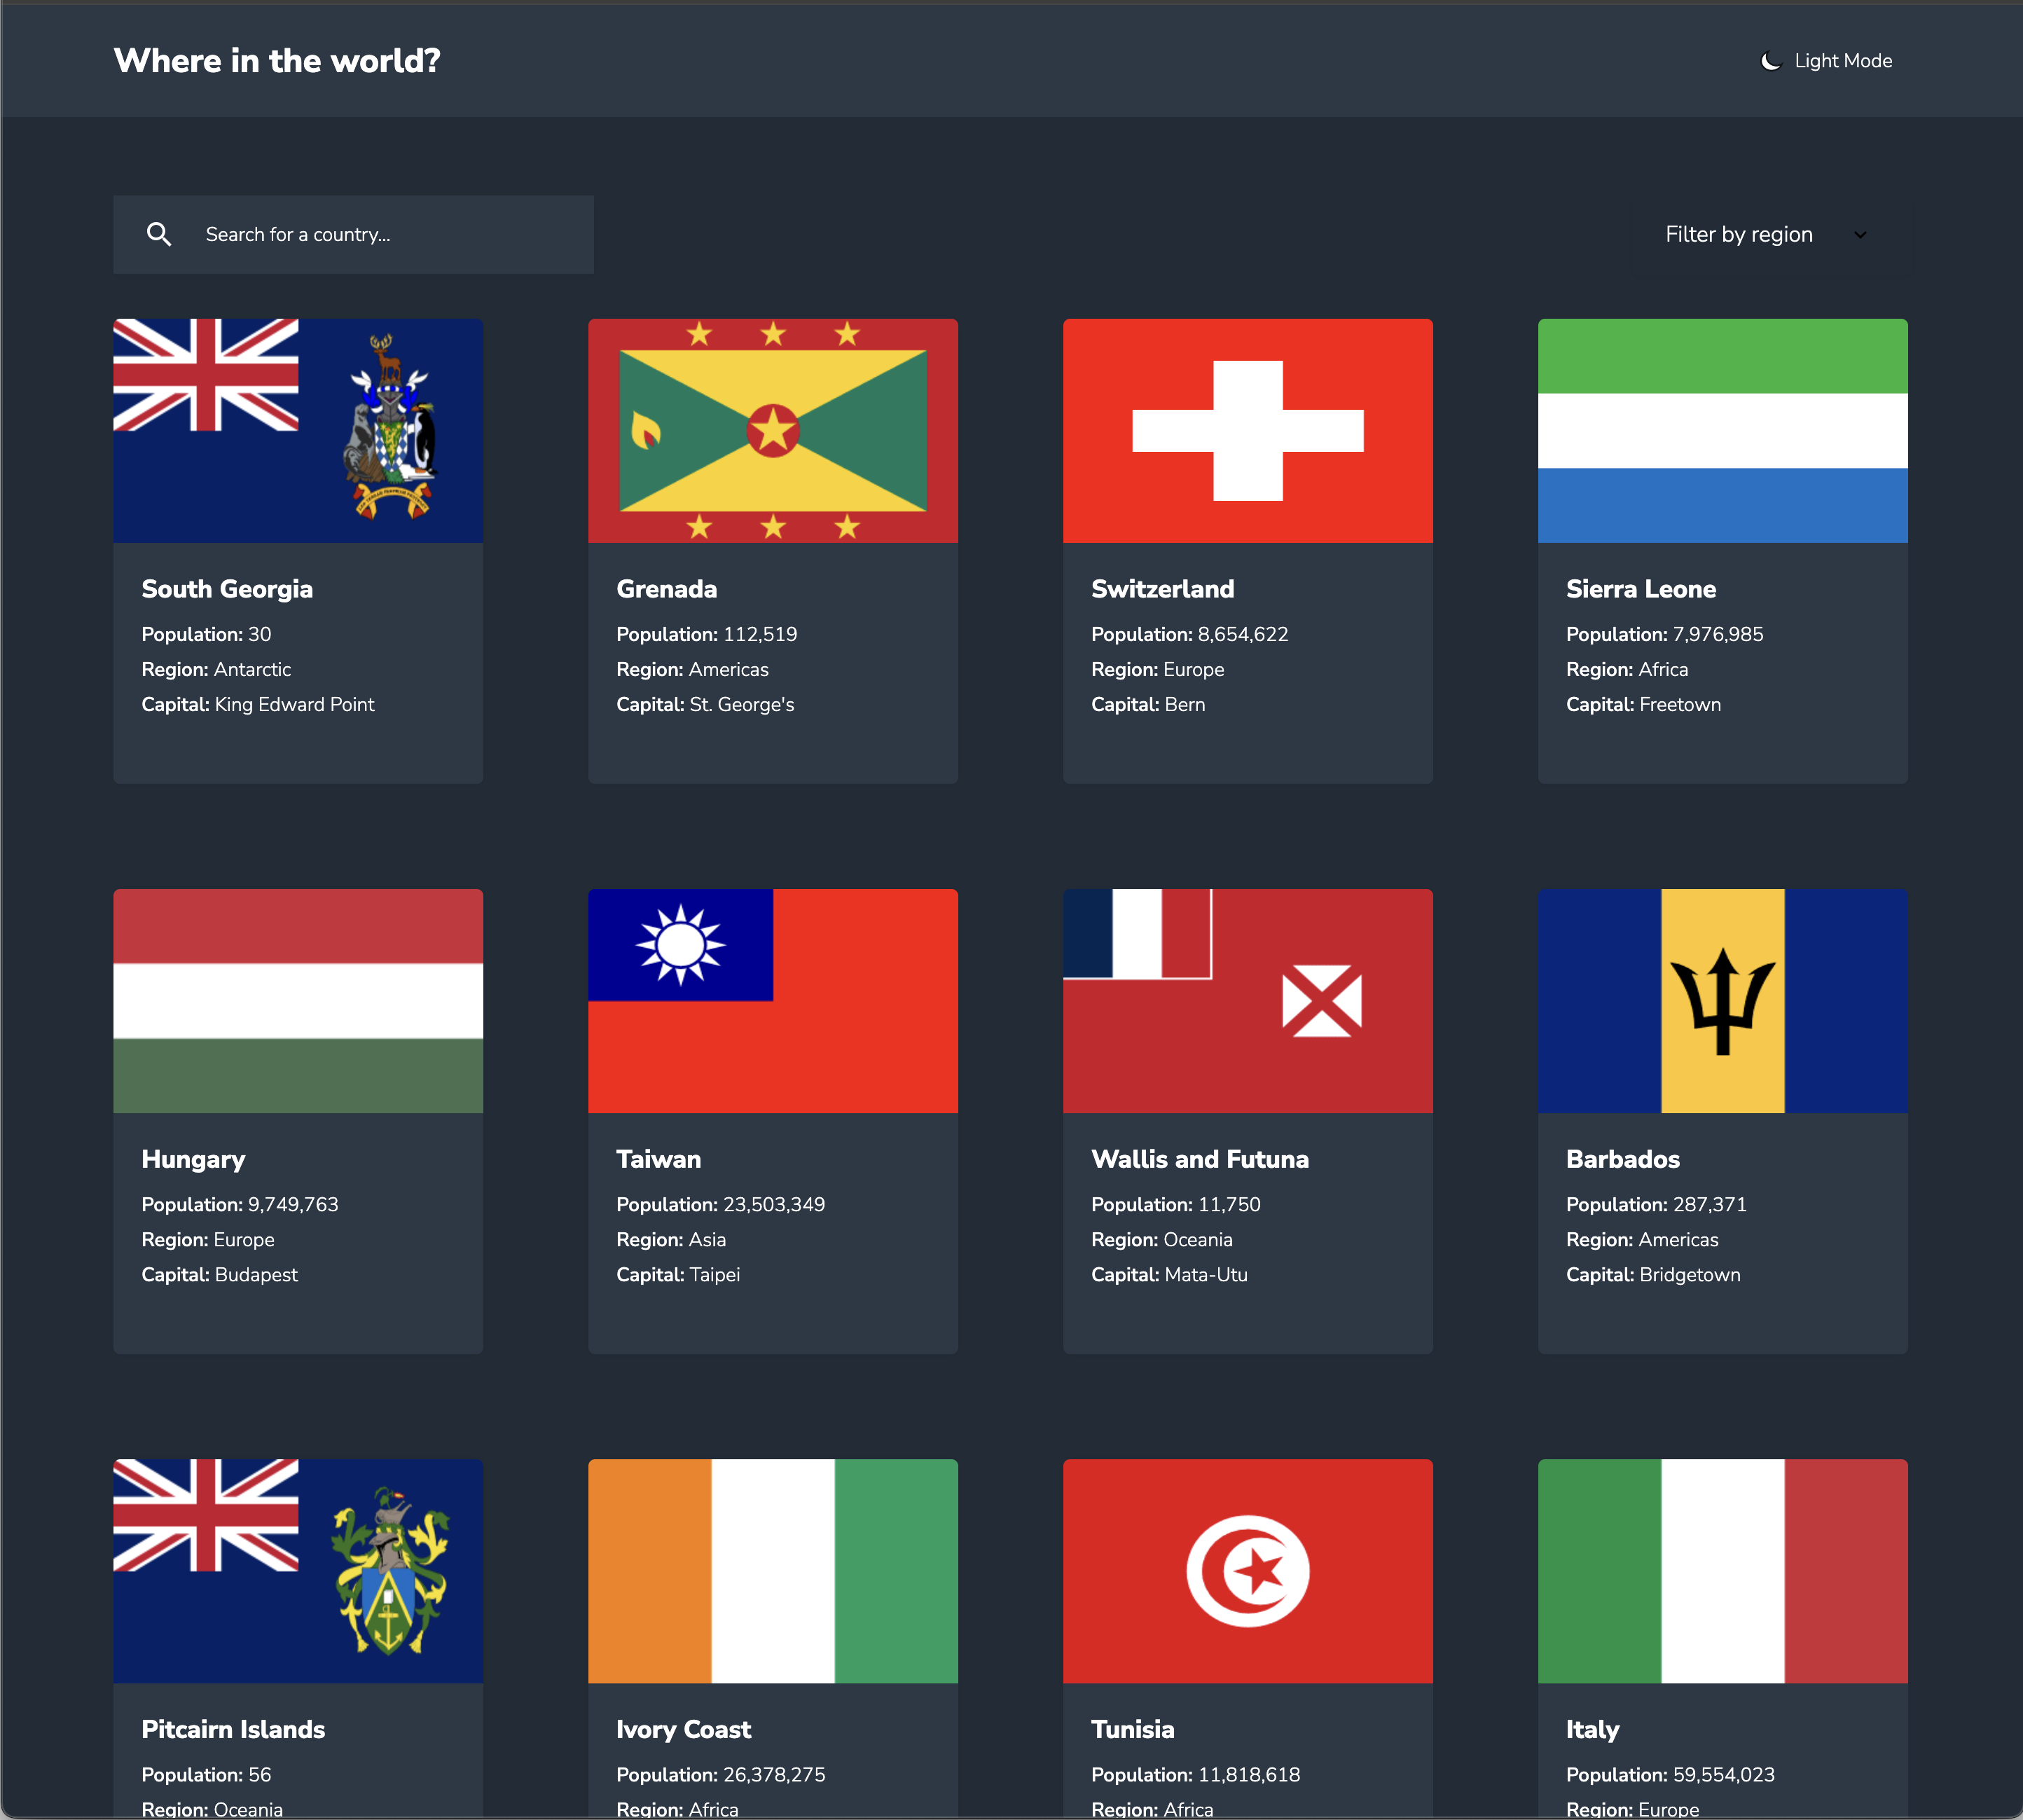 Where in the world?
Light Mode
Search for a country...
Filter by region
South Georgia
Population: 30
Region: Antarctic
Capital: King Edward Point
Grenada
Population: 112,519
Region: Americas
Capital: St. George's
Switzerland
Population: 8,654,622
Region: Europe
Capital: Bern
Sierra Leone
Population: 7,976,985
Region: Africa
Capital: Freetown
Hungary
Population: 9,749,763
Region: Europe
Capital: Budapest
Taiwan
Population: 23,503,349
Region: Asia
Capital: Taipei
Wallis and Futuna
Population: 11,750
Region: Oceania
Capital: Mata-Utu
Barbados
Population: 287,371
Region: Americas
Capital: Bridgetown
Pitcairn Islands
Population: 56
Region: Oceania
Ivory Coast
Population: 26,378,275
Region: Africa
Tunisia
Population: 11,818,618
Region: Africa
Italy
Population: 59,554,023
Region: Europe